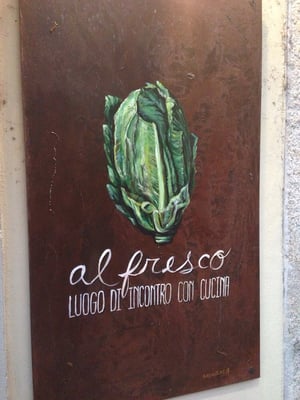 al fresco
LUOGO DI INCONTRO CON CUCINA